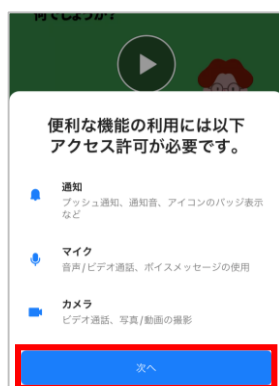 何でしょうか?
便利な機能の利用には以下
アクセス許可が必要です。
通知
プッシュ通知、通知音、アイコンのバッジ表示
など
マイク
音声/ビデオ通話、ボイスメッセージの使用
カメラ
ビデオ通話、写真/動画の撮影
次へ